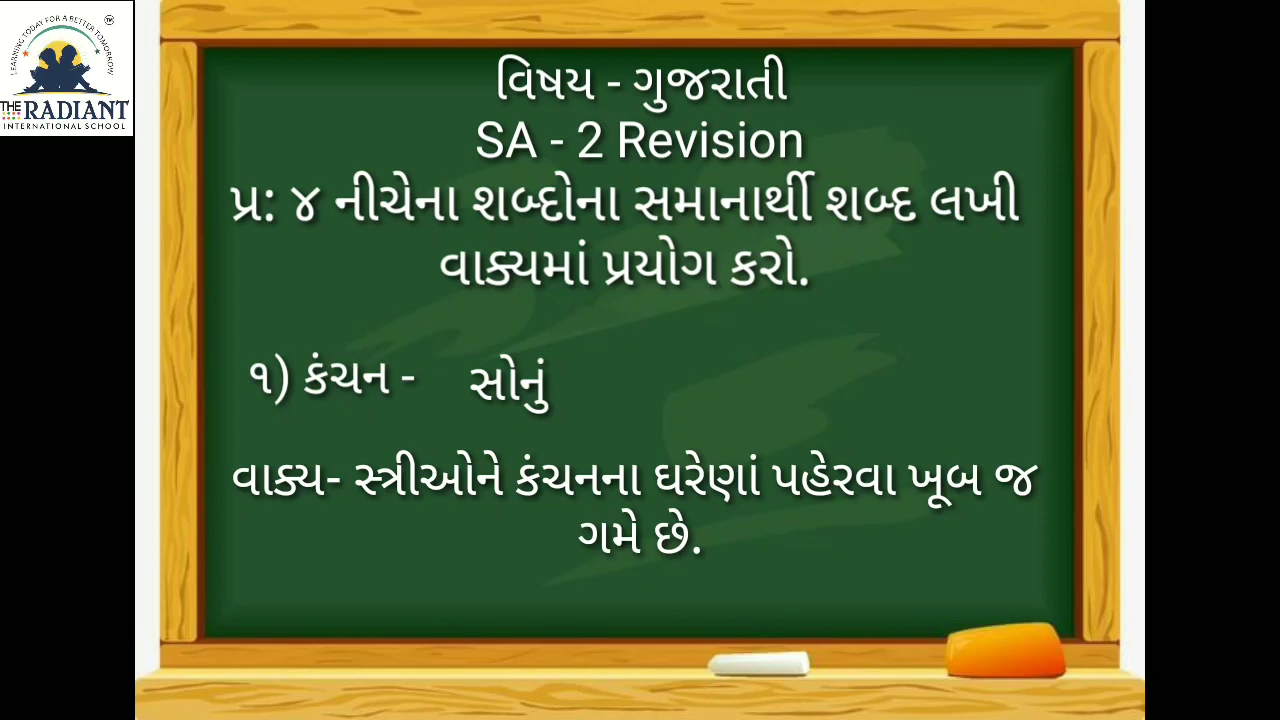 LEARNING TODAY FOR A BETTER TOMORROW
TM
THE RADIANT
INTERNATIONAL SCHOOL
વિષય - ગુજરાતી
SA - 2 Revision
પ્ર: ૪ નીચેના શબ્દોના સમાનાર્થી શબ્દ લખી
વાક્યમાં પ્રયોગ કરો.
૧) કંચન - સોનું
વાક્ય- સ્ત્રીઓને કંચનના ઘરેણાં પહેરવા ખૂબ જ
ગમે છે.